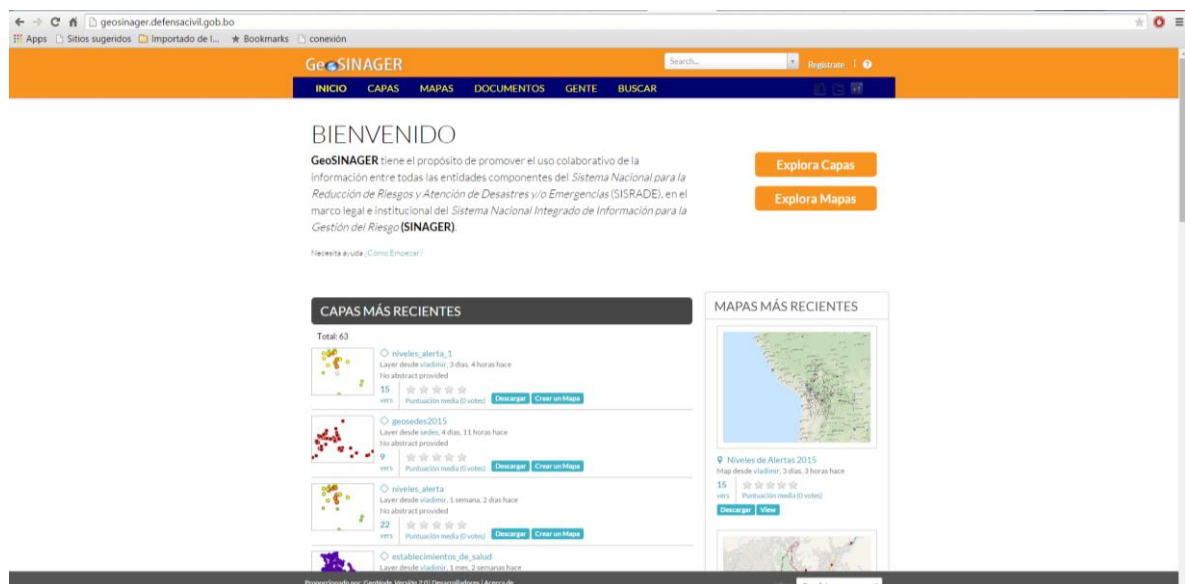 geosinager.defensacivil.gob.bo
Apps Sitios sugeridos Importado de I... Bookmarks conexión
GeoSINAGER Search... Registrate | ?
INICIO CAPAS MAPAS DOCUMENTOS GENTE BUSCAR
BIENVENIDO
GeoSINAGER tiene el propósito de promover el uso colaborativo de la
información entre todas las entidades componentes del Sistema Nacional para la
Reducción de Riesgos y Atención de Desastres y/o Emergencias (SISRADE), en el
marco legal e institucional del Sistema Nacional Integrado de Información para la
Gestión del Riesgo (SINAGER).
Necesita ayuda ¿Cómo Empezar?
Explora Capas
Explora Mapas
CAPAS MÁS RECIENTES
Total: 63
niveles_alerta_1
Layer desde vladimir, 3 días, 4 horas hace
No abstract provided
15
vers Puntuación media (0 votes) Descargar Crear un Mapa
geosedes2015
Layer desde sedes, 4 días, 11 horas hace
No abstract provided
9
vers Puntuación media (0 votes) Descargar Crear un Mapa
niveles_alerta
Layer desde vladimir, 1 semana, 2 días hace
No abstract provided
22
vers Puntuación media (0 votes) Descargar Crear un Mapa
establecimientos_de_salud
Layer desde vladimir, 1 mes, 2 semanas hace
MAPAS MÁS RECIENTES
Niveles de Alertas 2015
Map desde vladimir, 3 días, 3 horas hace
15
vers Puntuación media (0 votes)
Descargar View
Proporcionado por: GeoNode Versión 2.0 | Desarrolladores | Acerca de